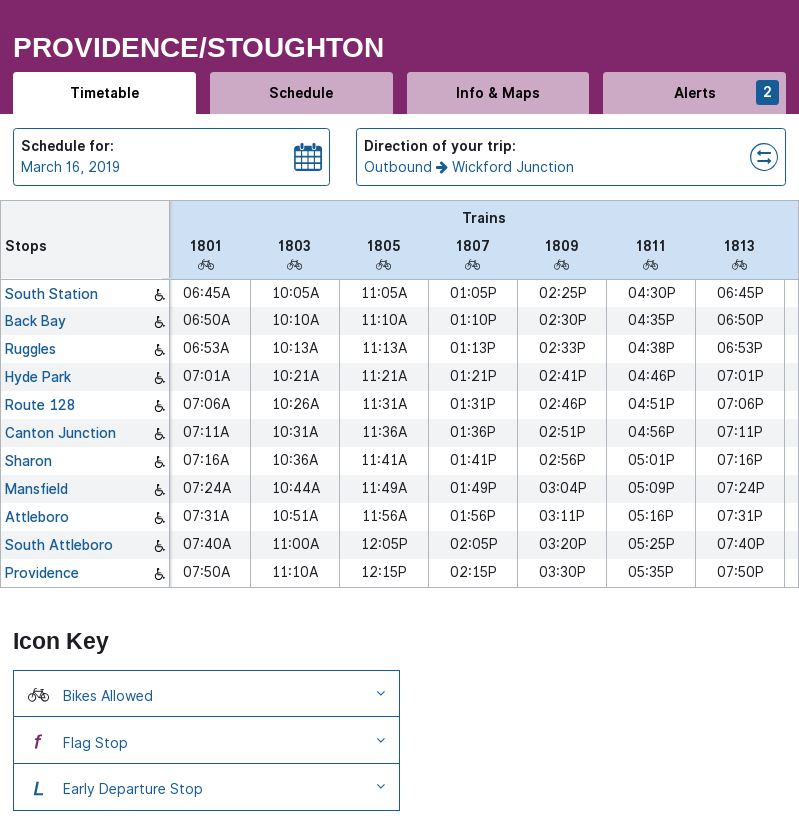 PROVIDENCE/STOUGHTON
Timetable Schedule Info & Maps Alerts 2
Schedule for:
March 16, 2019
Direction of your trip:
Outbound → Wickford Junction
Trains
Stops 1801 1803 1805 1807 1809 1811 1813
South Station 06:45A 10:05A 11:05A 01:05P 02:25P 04:30P 06:45P
Back Bay 06:50A 10:10A 11:10A 01:10P 02:30P 04:35P 06:50P
Ruggles 06:53A 10:13A 11:13A 01:13P 02:33P 04:38P 06:53P
Hyde Park 07:01A 10:21A 11:21A 01:21P 02:41P 04:46P 07:01P
Route 128 07:06A 10:26A 11:31A 01:31P 02:46P 04:51P 07:06P
Canton Junction 07:11A 10:31A 11:36A 01:36P 02:51P 04:56P 07:11P
Sharon 07:16A 10:36A 11:41A 01:41P 02:56P 05:01P 07:16P
Mansfield 07:24A 10:44A 11:49A 01:49P 03:04P 05:09P 07:24P
Attleboro 07:31A 10:51A 11:56A 01:56P 03:11P 05:16P 07:31P
South Attleboro 07:40A 11:00A 12:05P 02:05P 03:20P 05:25P 07:40P
Providence 07:50A 11:10A 12:15P 02:15P 03:30P 05:35P 07:50P
Icon Key
Bikes Allowed
f Flag Stop
L Early Departure Stop